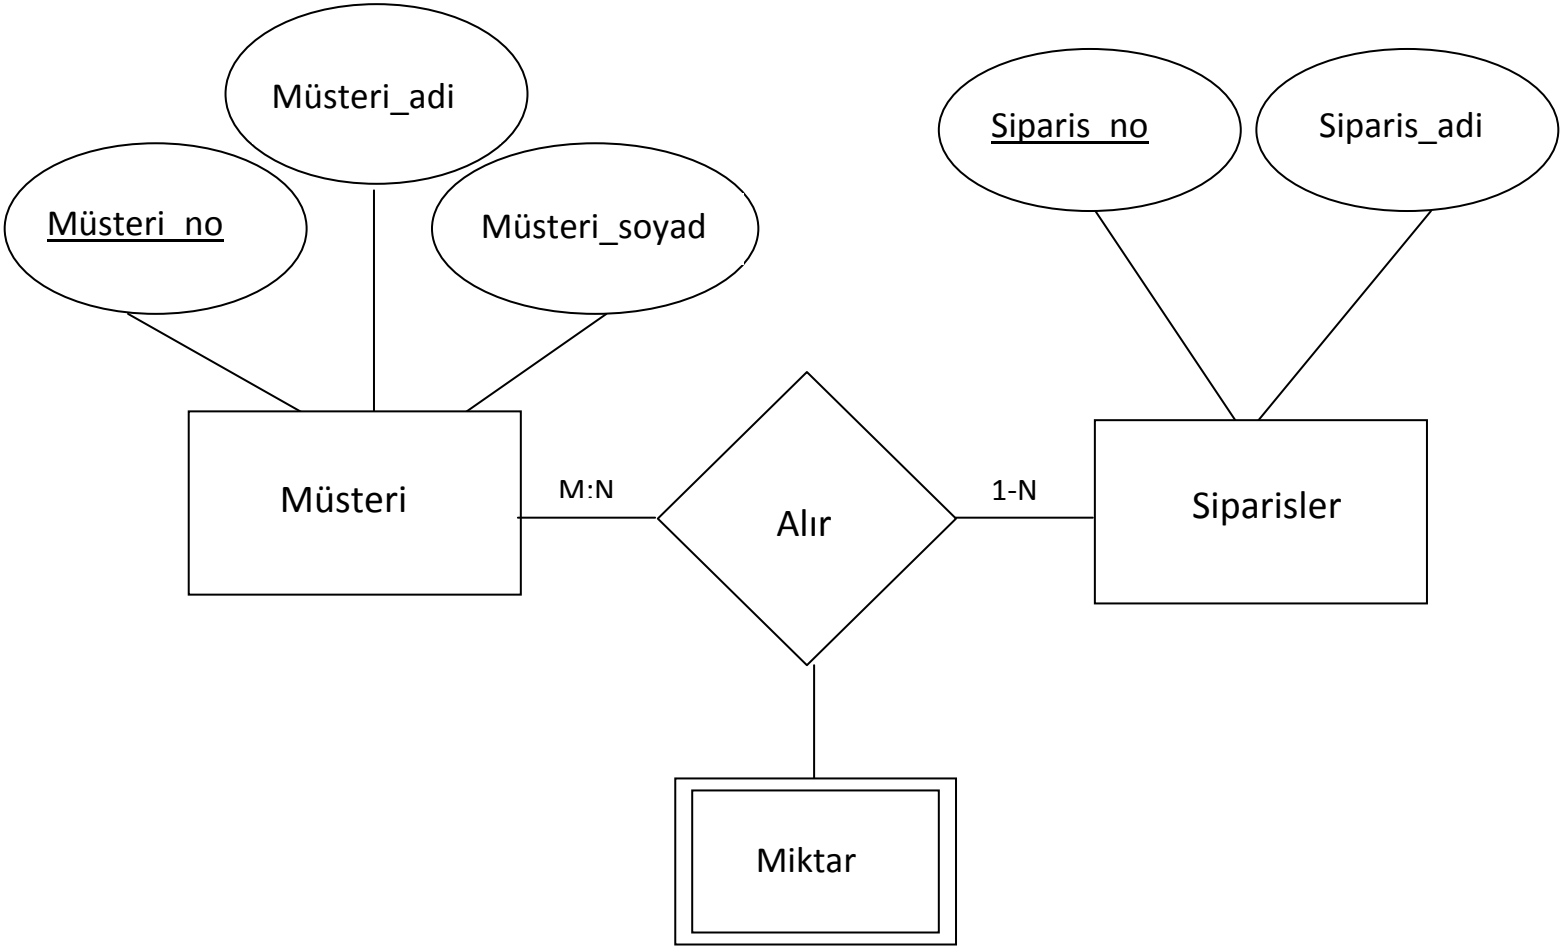 Müsteri_adi
Müsteri_no
Müsteri_soyad
Siparis_no
Siparis_adi
Müsteri
M:N
Alır
1-N
Siparisler
Miktar